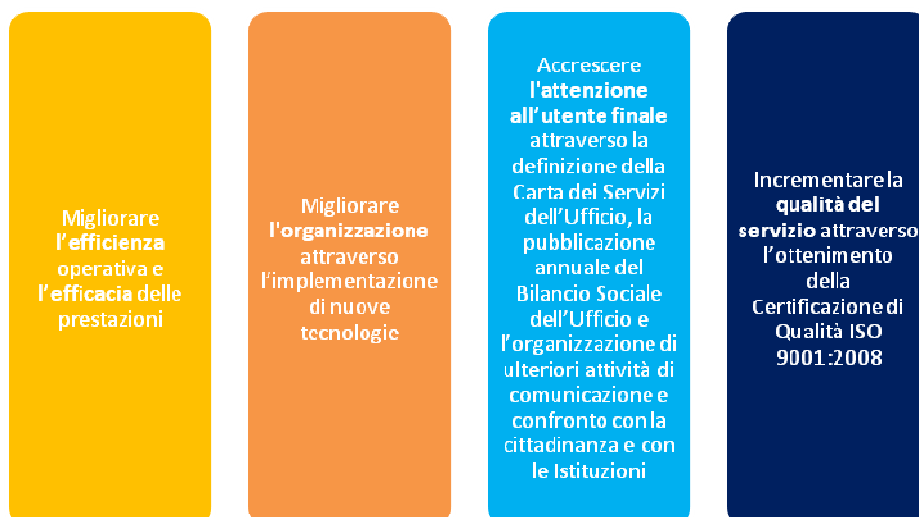 Migliorare
l'efficienza
operativa e
l'efficacia delle
prestazioni
Migliorare
l'organizzazione
attraverso
l'implementazione
di nuove
tecnologie
Accrescere
l'attenzione
all'utente finale
attraverso la
definizione della
Carta dei Servizi
dell'Ufficio, la
pubblicazione
annuale del
Bilancio Sociale
dell'Ufficio e
l'organizzazione di
ulteriori attività di
comunicazione e
confronto con la
cittadinanza e con
le Istituzioni
Incrementare la
qualità del
servizio attraverso
l'ottenimento
della
Certificazione di
Qualità ISO
9001:2008